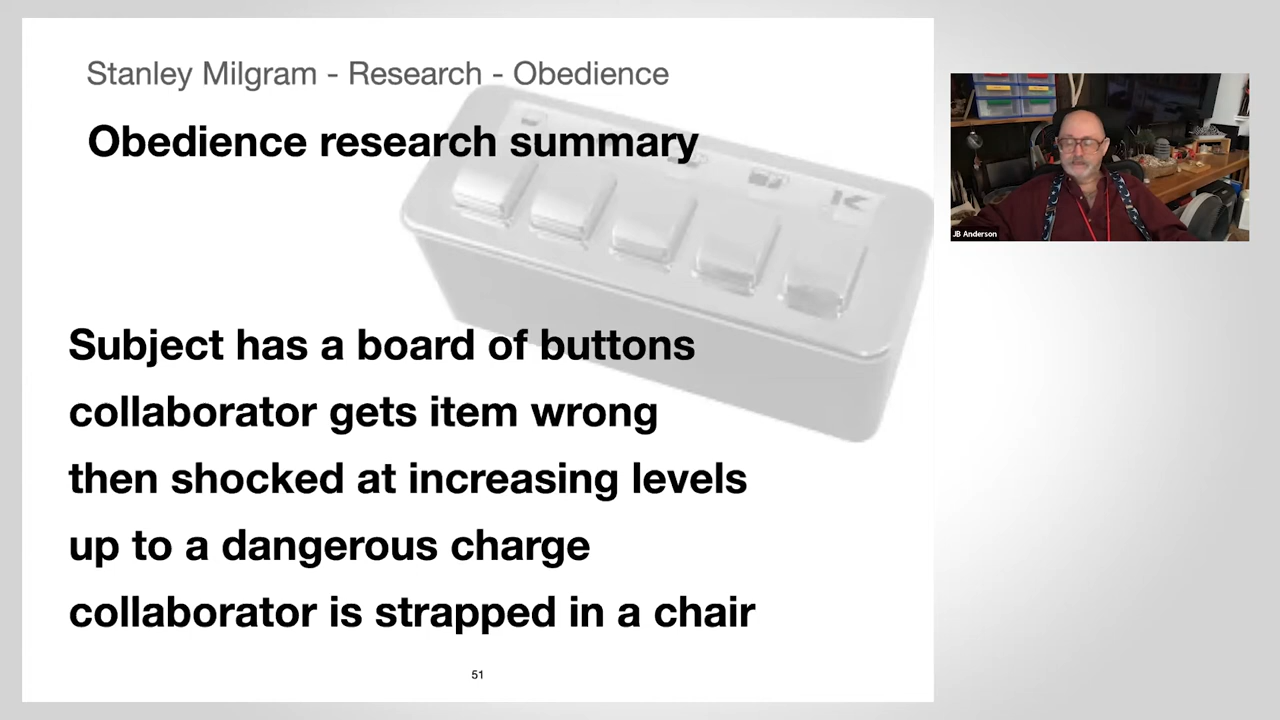 Stanley Milgram - Research - Obedience
Obedience research summary
Subject has a board of buttons
collaborator gets item wrong
then shocked at increasing levels
up to a dangerous charge
collaborator is strapped in a chair
51
JB Anderson